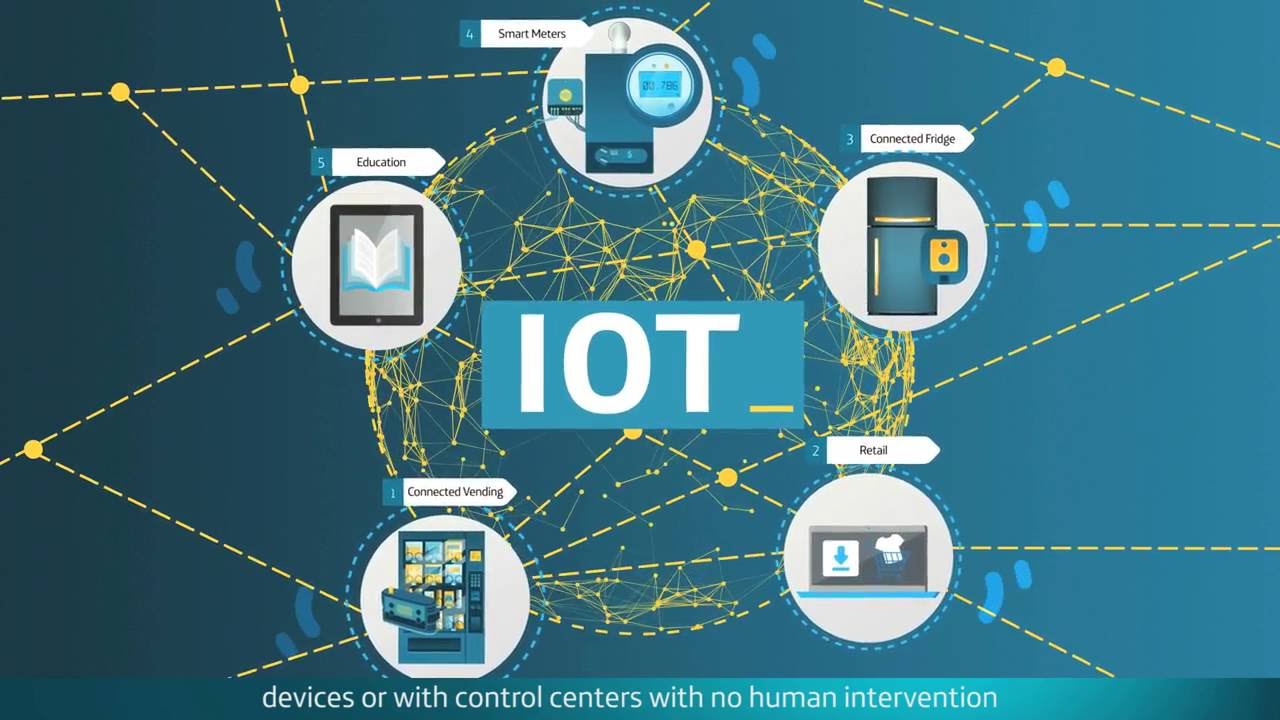 4 Smart Meters
3 Connected Fridge
5 Education
00.786
IOT_
2 Retail
1 Connected Vending
devices or with control centers with no human intervention